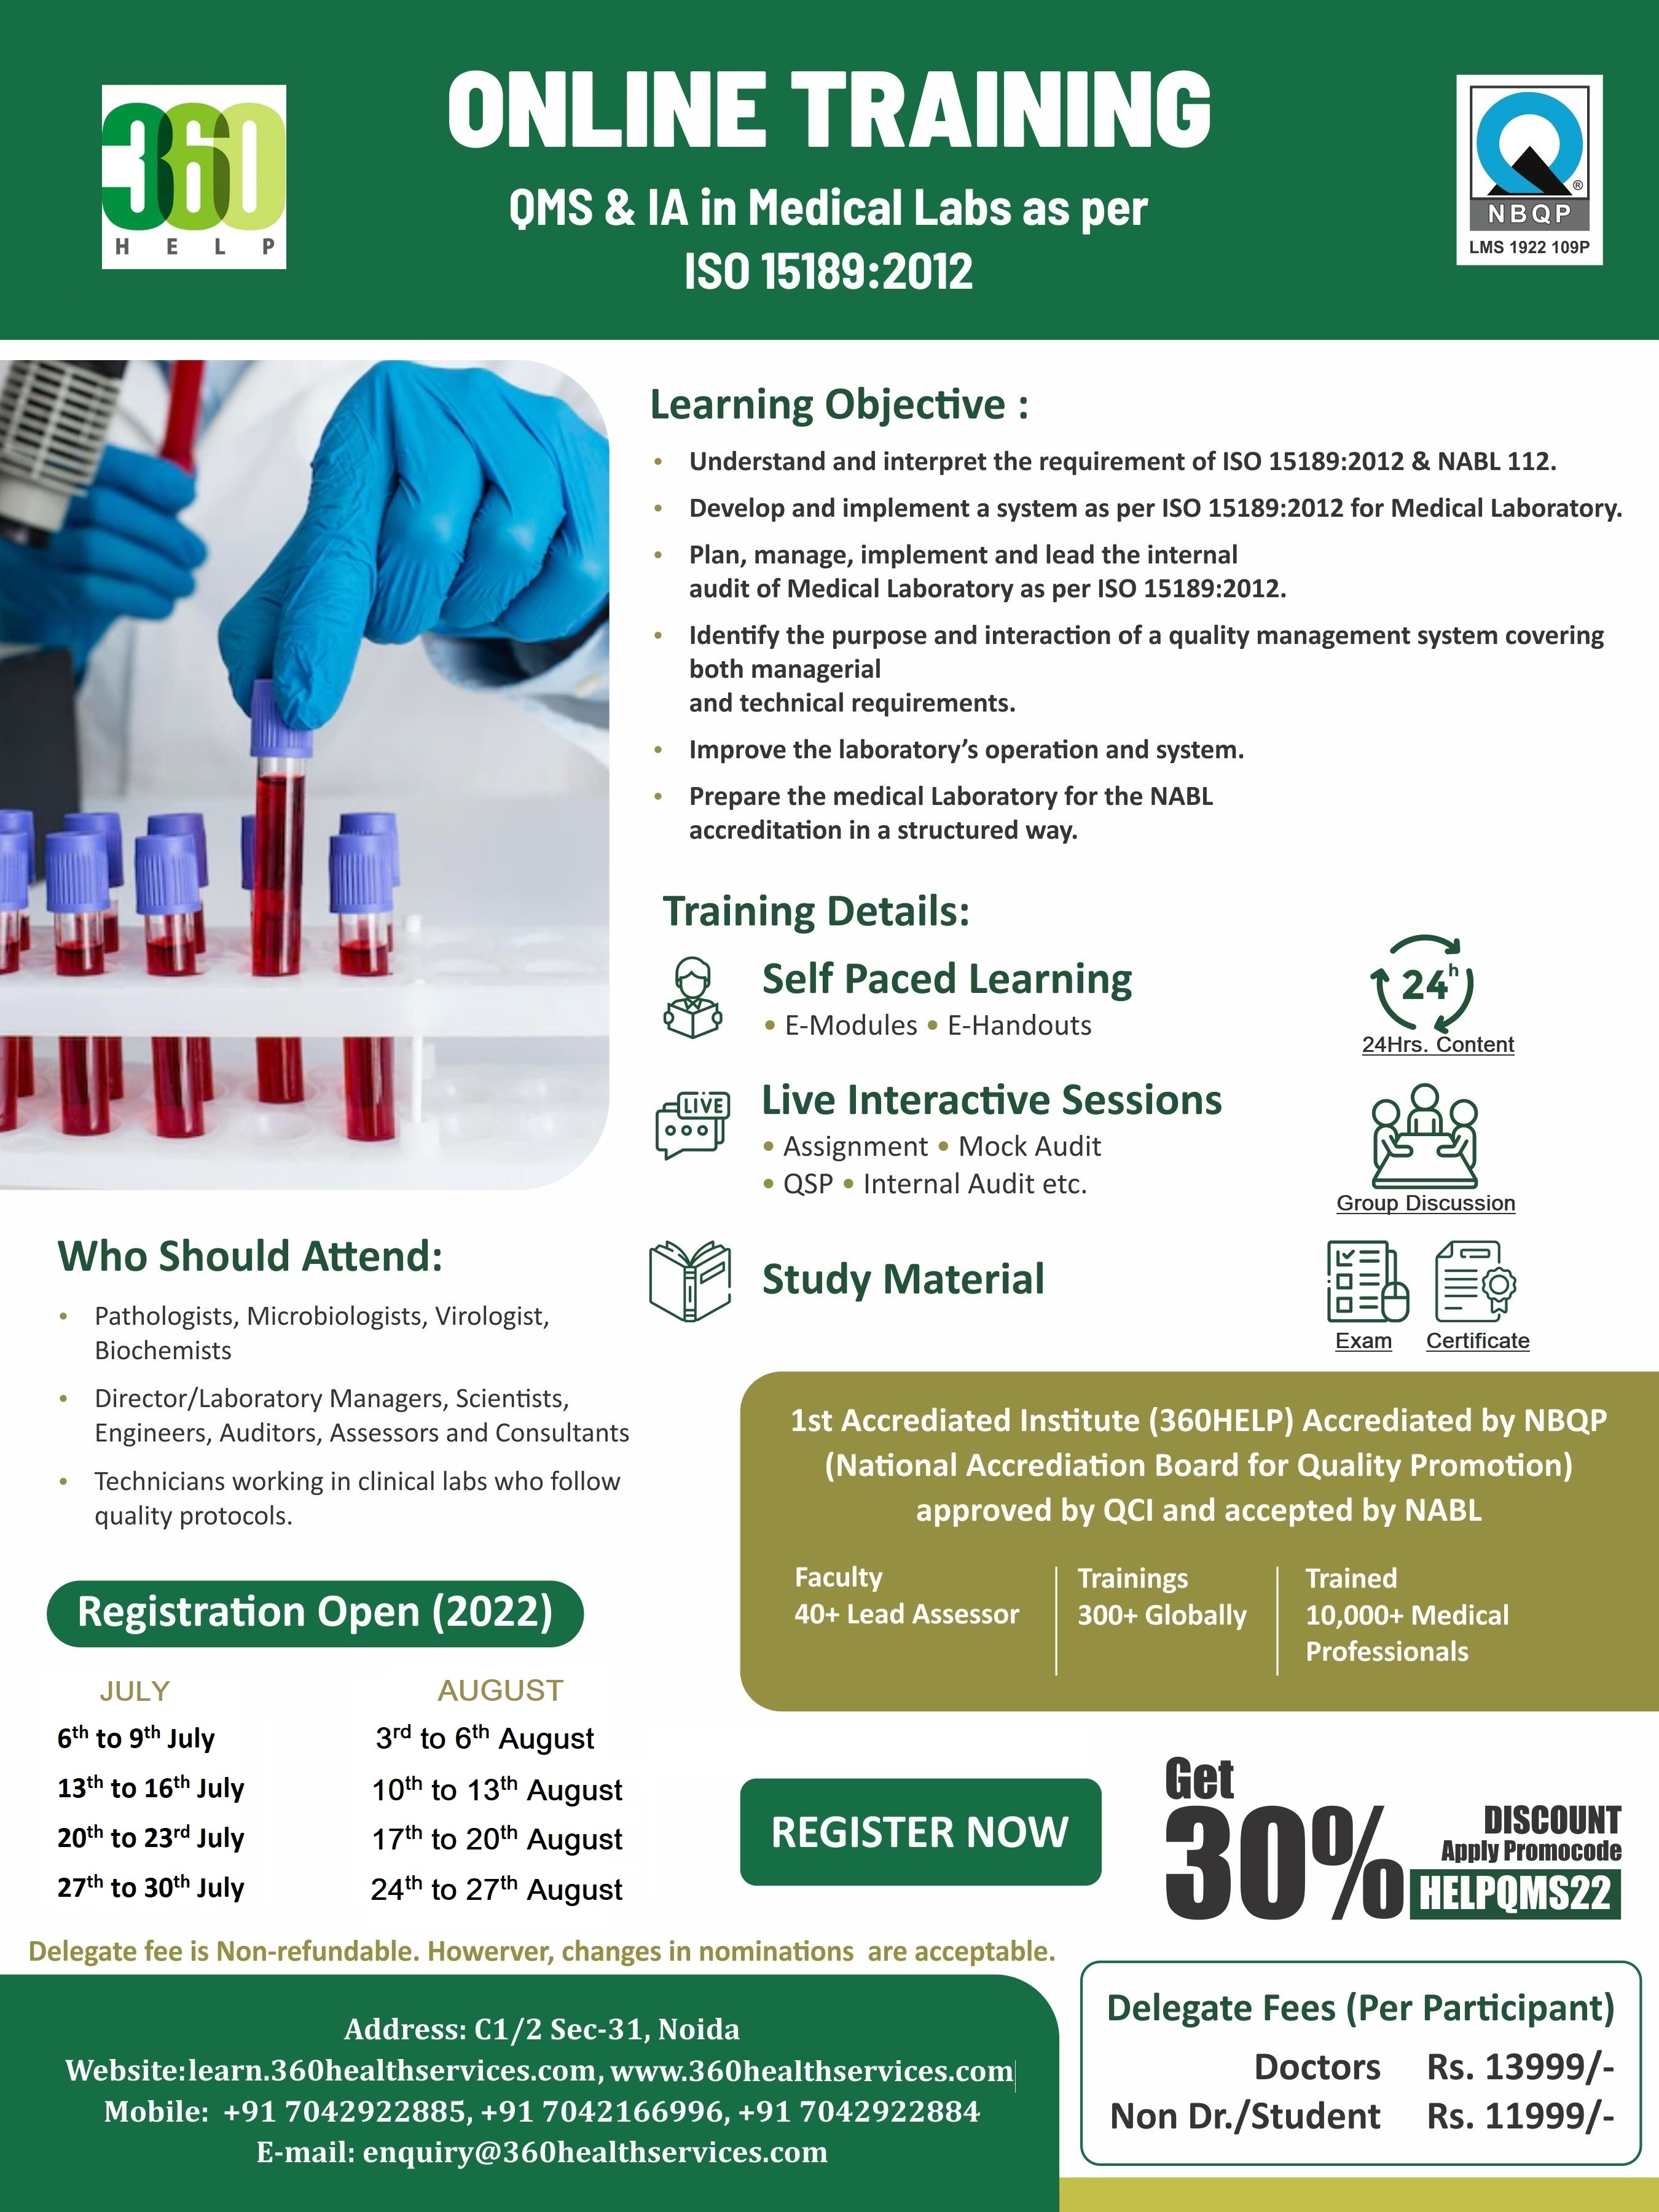 360
HELP
ONLINE TRAINING
QMS & IA in Medical Labs as per
ISO 15189:2012
®
NBQP
LMS 1922 109P
Learning Objective :
• Understand and interpret the requirement of ISO 15189:2012 & NABL 112.
• Develop and implement a system as per ISO 15189:2012 for Medical Laboratory.
• Plan, manage, implement and lead the internal
audit of Medical Laboratory as per ISO 15189:2012.
• Identify the purpose and interaction of a quality management system covering
both managerial
and technical requirements.
• Improve the laboratory’s operation and system.
• Prepare the medical Laboratory for the NABL
accreditation in a structured way.
Training Details:
Self Paced Learning
• E-Modules • E-Handouts
24h
24Hrs. Content
LIVE
Live Interactive Sessions
• Assignment • Mock Audit
• QSP • Internal Audit etc.
Group Discussion
Study Material
Exam
Certificate
Who Should Attend:
• Pathologists, Microbiologists, Virologist,
Biochemists
• Director/Laboratory Managers, Scientists,
Engineers, Auditors, Assessors and Consultants
• Technicians working in clinical labs who follow
quality protocols.
1st Accrediated Institute (360HELP) Accrediated by NBQP
(National Accrediation Board for Quality Promotion)
approved by QCI and accepted by NABL
Faculty
40+ Lead Assessor
Trainings
300+ Globally
Trained
10,000+ Medical
Professionals
Registration Open (2022)
JULY
6th to 9th July
13th to 16th July
20th to 23rd July
27th to 30th July
AUGUST
3rd to 6th August
10th to 13th August
17th to 20th August
24th to 27th August
REGISTER NOW
Get
30%
DISCOUNT
Apply Promocode
HELPQMS22
Delegate fee is Non-refundable. Howerver, changes in nominations are acceptable.
Address: C1/2 Sec-31, Noida
Website:learn.360healthservices.com, www.360healthservices.com
Mobile: +91 7042922885, +91 7042166996, +91 7042922884
E-mail: enquiry@360healthservices.com
Delegate Fees (Per Participant)
Doctors Rs. 13999/-
Non Dr./Student Rs. 11999/-